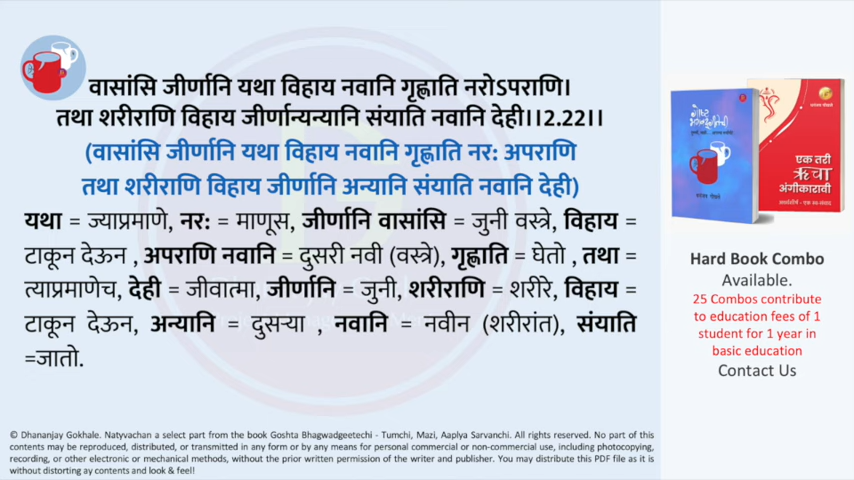 वासांसि जीर्णानि यथा विहाय नवानि गृह्णाति नरोऽपराणि।
तथा शरीराणि विहाय जीर्णान्यन्यानि संयाति नवानि देही।।2.22।।
(वासांसि जीर्णानि यथा विहाय नवानि गृह्णाति नर: अपराणि
तथा शरीराणि विहाय जीर्णानि अन्यानि संयाति नवानि देही)
यथा = ज्याप्रमाणे, नर: = माणूस, जीर्णानि वासांसि = जुनी वस्त्रे, विहाय =
टाकून देऊन , अपराणि नवानि = दुसरी नवी (वस्त्रे), गृह्णाति = घेतो , तथा =
त्याप्रमाणेच, देही = जीवात्मा, जीर्णानि = जुनी, शरीराणि = शरीरे, विहाय =
टाकून देऊन, अन्यानि = दुसऱ्या , नवानि = नवीन (शरीरांत), संयाति
=जातो.
© Dhananjay Gokhale. Natyvachan a select part from the book Goshta Bhagwadgeetechi - Tumchi, Mazi, Aaplya Sarvanchi. All rights reserved. No part of this
contents may be reproduced, distributed, or transmitted in any form or by any means for personal commercial or non-commercial use, including photocopying,
recording, or other electronic or mechanical methods, without the prior written permission of the writer and publisher. You may distribute this PDF file as it is
without distorting ay contents and look & feel!
एक तरी
ऋचा
अंगीकारावी
Hard Book Combo
Available.
25 Combos contribute
to education fees of 1
student for 1 year in
basic education
Contact Us